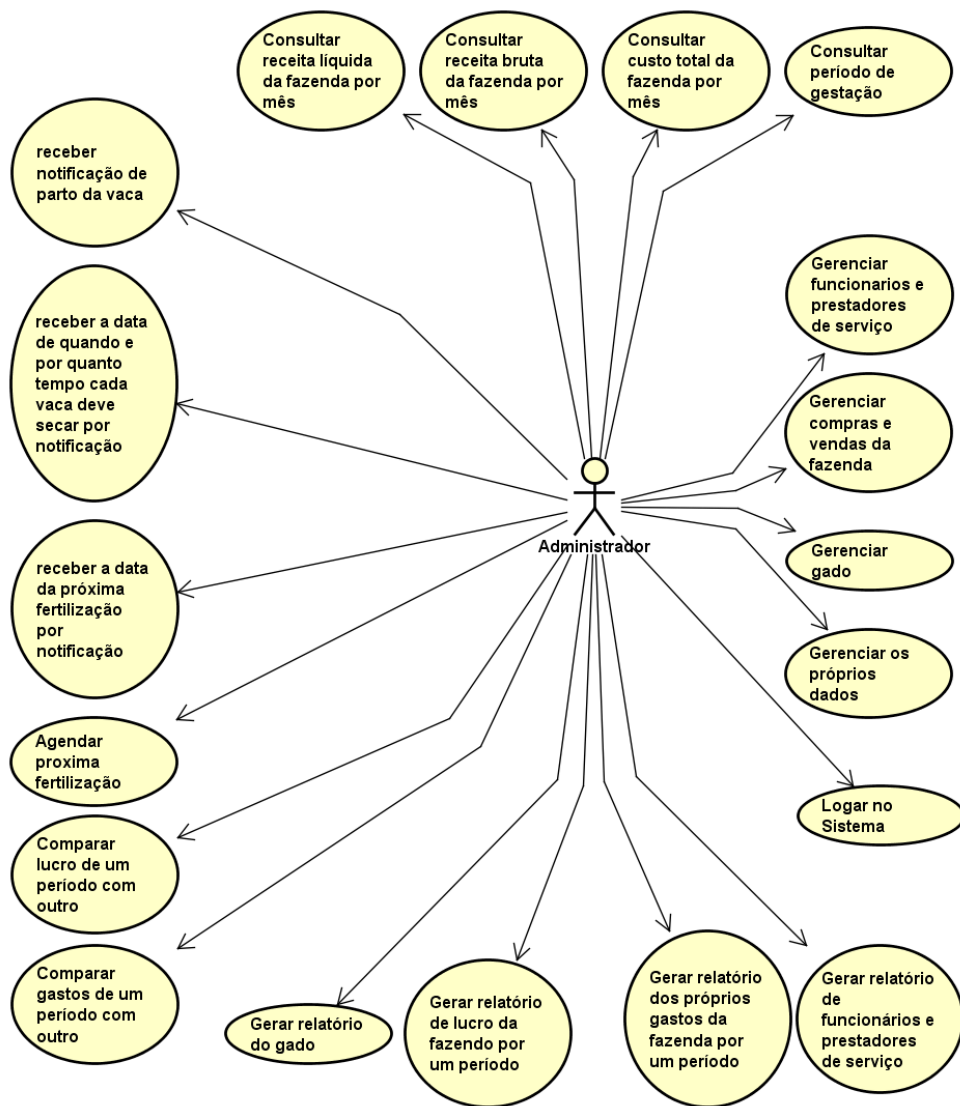 Consultar
receita líquida
da fazenda por
mês
Consultar
receita bruta
da fazenda por
mês
Consultar
custo total da
fazenda por
mês
Consultar
período de
gestação
receber
notificação de
parto da vaca
Gerenciar
funcionarios e
prestadores
de serviço
receber a data
de quando e
por quanto
tempo cada
vaca deve
secar por
notificação
Gerenciar
compras e
vendas da
fazenda
Administrador
Gerenciar
gado
receber a data
da próxima
fertilização
por
notificação
Gerenciar os
próprios
dados
Agendar
proxima
fertilização
Logar no
Sistema
Comparar
lucro de um
período com
outro
Comparar
gastos de um
período com
outro
Gerar relatório
do gado
Gerar relatório
de lucro da
fazendo por
um período
Gerar relatório
dos próprios
gastos da
fazenda por
um período
Gerar relatório
de
funcionários e
prestadores
de serviço